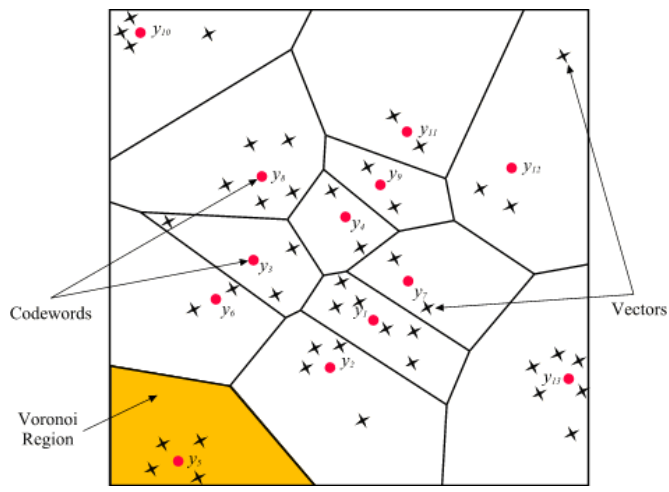 y10
y11
y12
y8
y9
y4
y3
y7
y6
y1
Codewords
Vectors
y2
y13
Voronoi
Region
y5